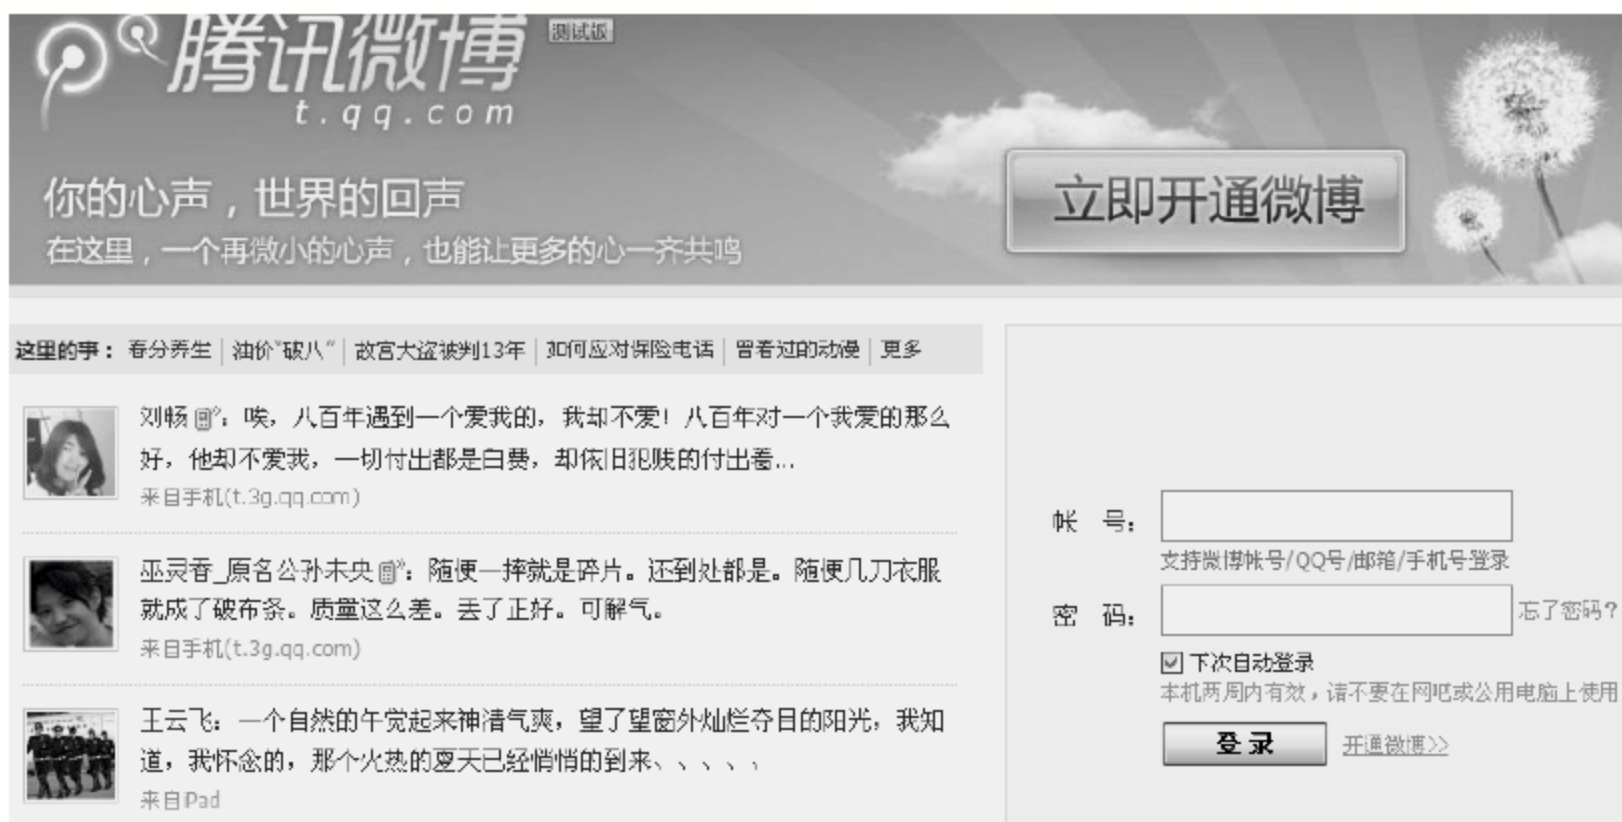 腾讯微博 测试版
t.qq.com
你的心声，世界的回声
在这里，一个再微小的心声，也能让更多的心一齐共鸣
立即开通微博
这里的事： 春分养生 | 油价“破八” | 故宫大盗被判13年 | 如何应对保险电话 | 曾看过的动漫 | 更多
刘畅：唉，八百年遇到一个爱我的，我却不爱！八百年对一个我爱的那么
好，他却不爱我，一切付出都是白费，却依旧犯贱的付出着...
来自手机(t.3g.qq.com)
巫灵香_原名公孙未央：随便一摔就是碎片。还到处都是。随便几刀衣服
就成了破布条。质量这么差。丢了正好。可解气。
来自手机(t.3g.qq.com)
王云飞：一个自然的午觉起来神清气爽，望了望窗外灿烂夺目的阳光，我知
道，我怀念的，那个火热的夏天已经悄悄的到来、、、、、
来自iPad
帐 号：
支持微博帐号/QQ号/邮箱/手机号登录
密 码： 忘了密码？
下次自动登录
本机两周内有效，请不要在网吧或公用电脑上使用
登录 开通微博>>